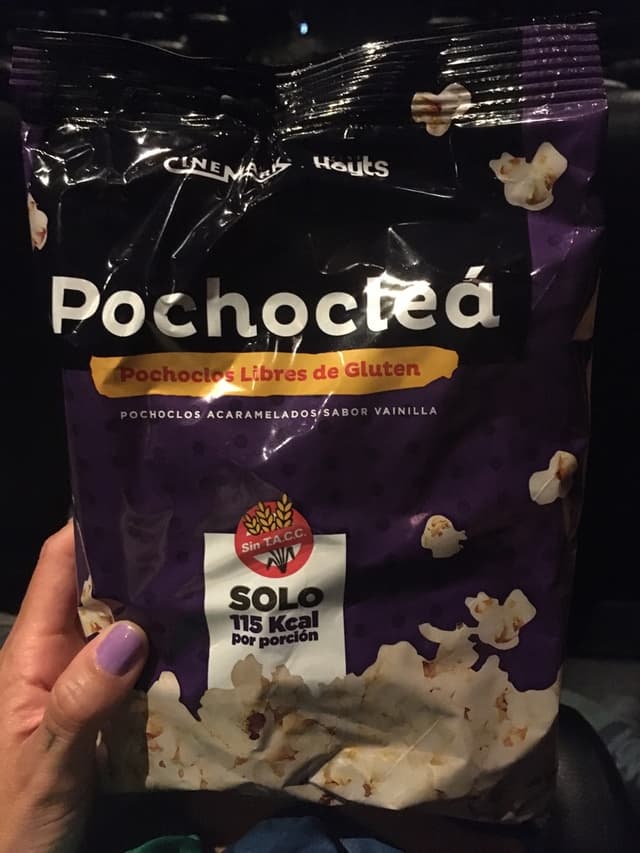 CINEMARK Hoyts
Pochocleá
Pochoclos Libres de Gluten
POCHOCLOS ACARAMELADOS SABOR VAINILLA
Sin T.A.C.C.
SOLO
115 Kcal
por porción